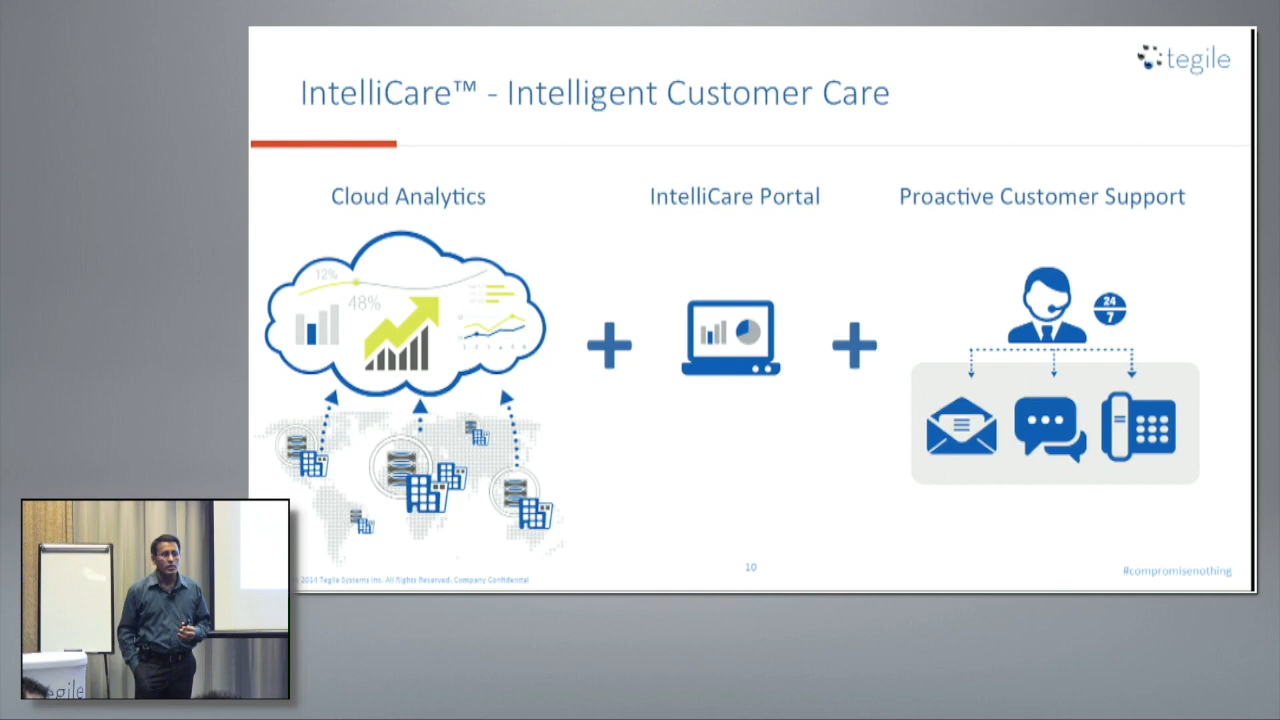 tegile
IntelliCare™ - Intelligent Customer Care
Cloud Analytics
IntelliCare Portal
Proactive Customer Support
12%
48%
24
7
2014 Tegile Systems Inc. All Rights Reserved. Company Confidential
10
#compromisenothing
egile